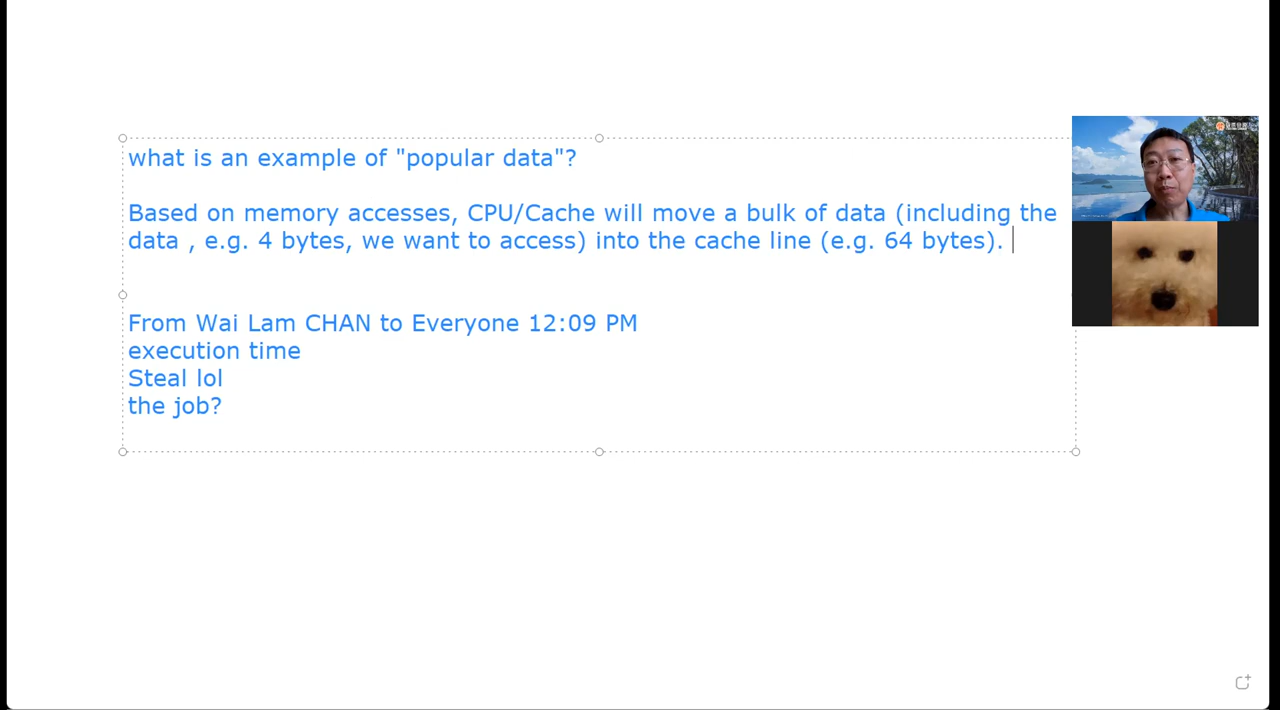 what is an example of "popular data"?
Based on memory accesses, CPU/Cache will move a bulk of data (including the
data , e.g. 4 bytes, we want to access) into the cache line (e.g. 64 bytes).
From Wai Lam CHAN to Everyone 12:09 PM
execution time
Steal lol
the job?